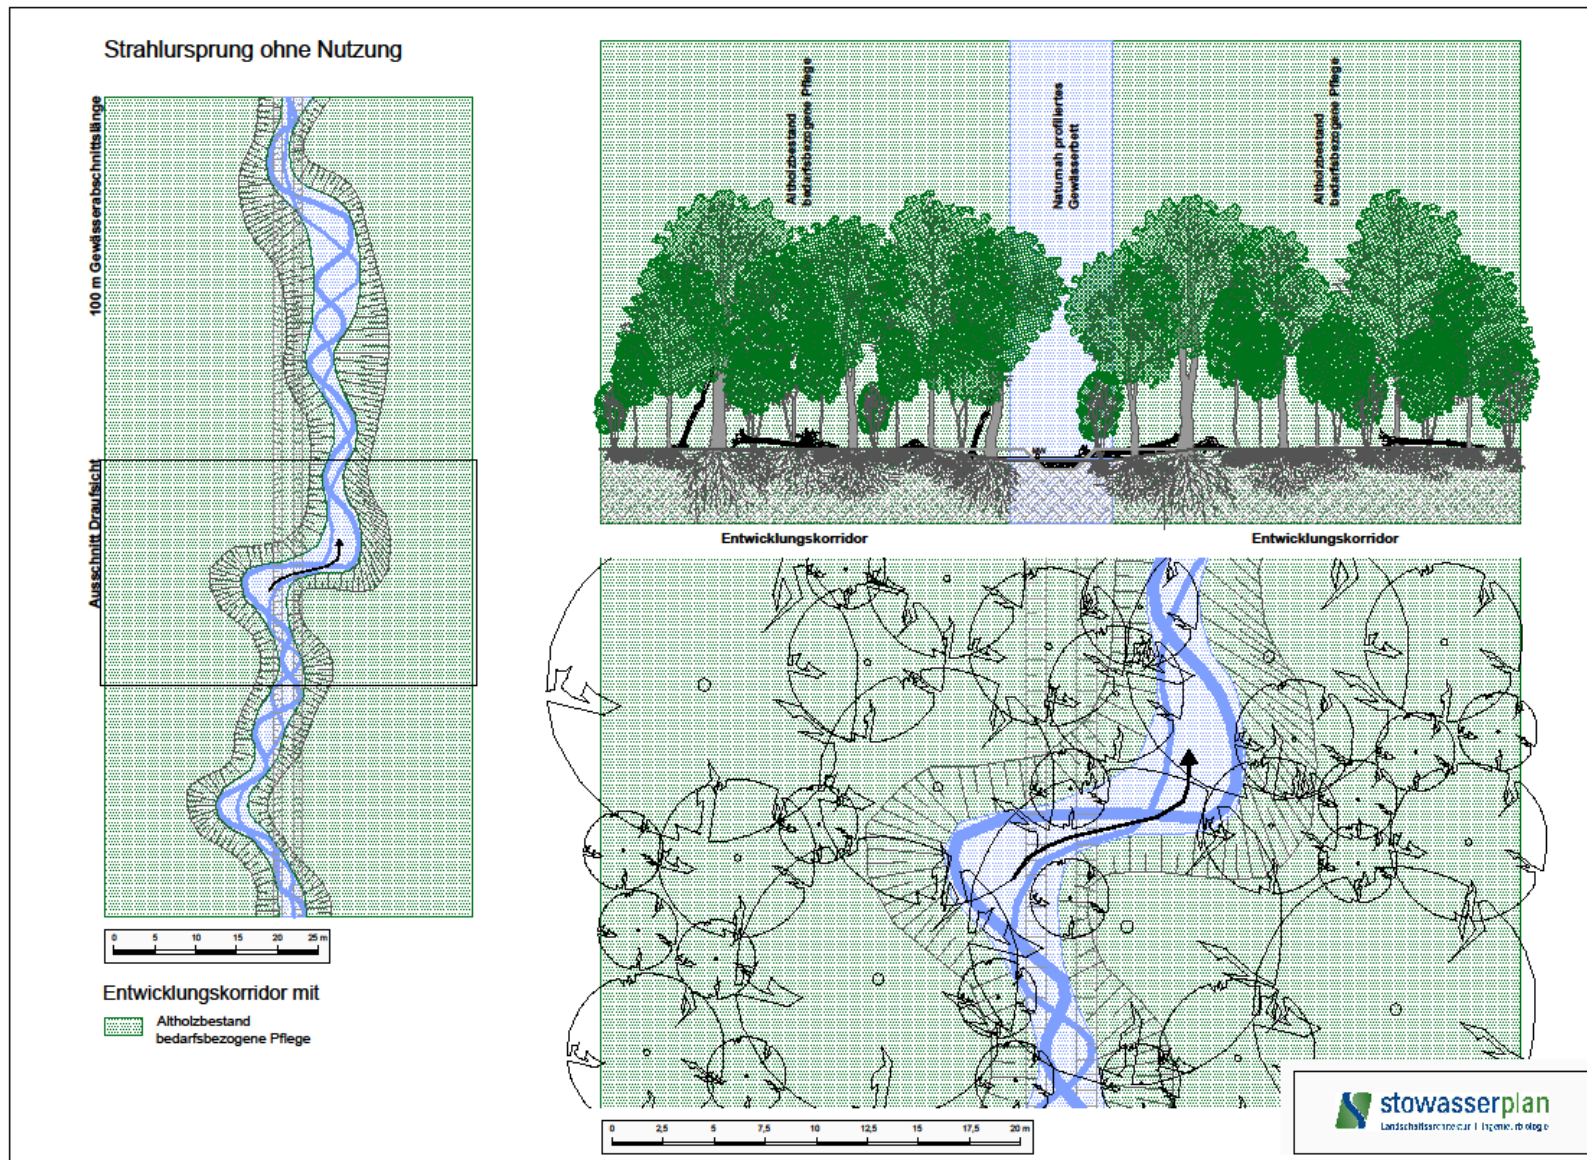 Strahlursprung ohne Nutzung
100 m Gewässerabschnittslänge
Ausschnitt Draufsicht
0 5 10 15 20 25 m
Entwicklungskorridor mit
Altholzbestand
bedarfsbezogene Pflege
Altholzbestand
bedarfsbezogene Pflege
Naturnah profiliertes
Gewässerbett
Altholzbestand
bedarfsbezogene Pflege
Entwicklungskorridor
Entwicklungskorridor
0 2,5 5 7,5 10 12,5 15 17,5 20 m
stowasserplan
Landschaftsarchitektur I Ingenieurbiologie